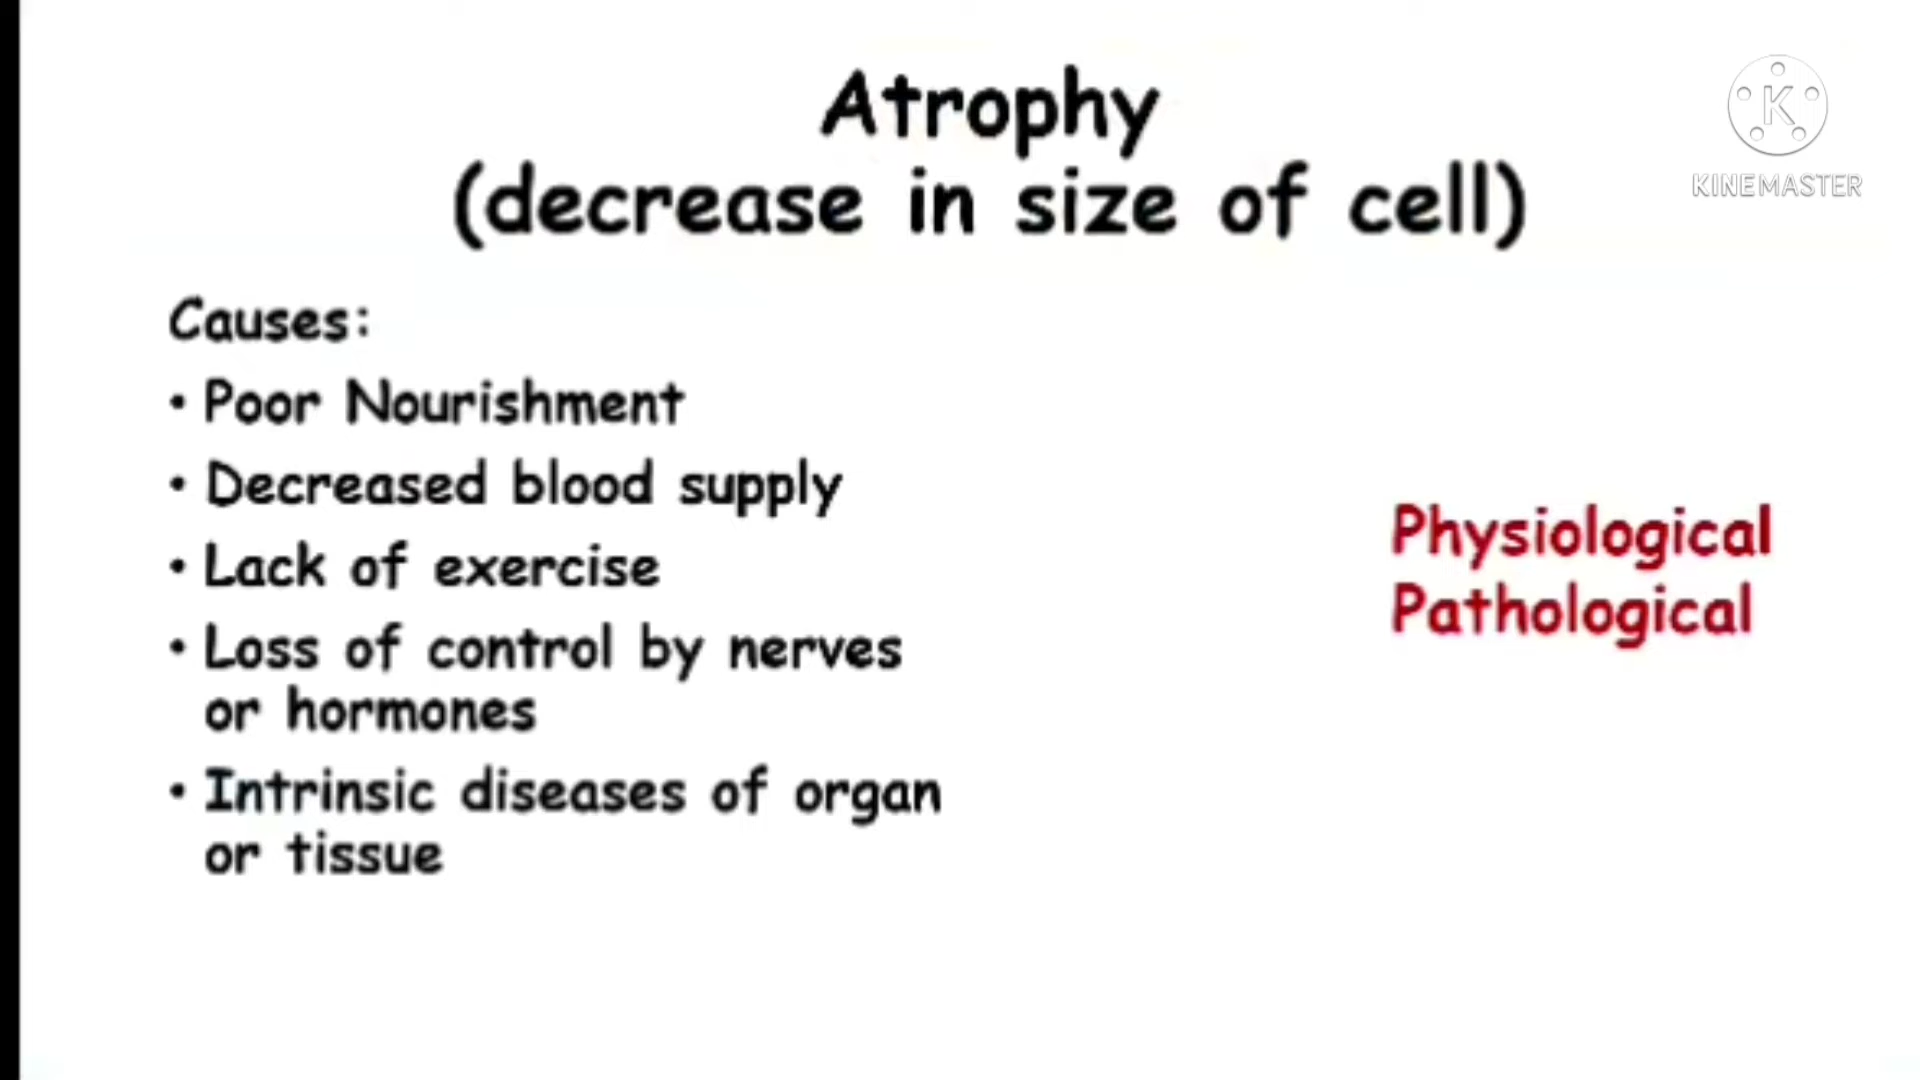 Atrophy
(decrease in size of cell)
K
KINEMASTER
Causes:
• Poor Nourishment
• Decreased blood supply
• Lack of exercise
• Loss of control by nerves
or hormones
• Intrinsic diseases of organ
or tissue
Physiological
Pathological